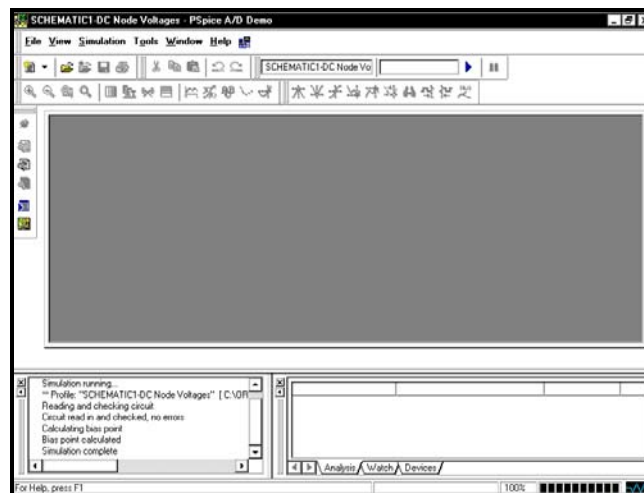 SCHEMATIC1-DC Node Voltages - PSpice A/D Demo
File View Simulation Tools Window Help
SCHEMATIC1-DC Node Vo
Simulation running...
** Profile: "SCHEMATIC1-DC Node Voltages" [ C:\OR
Reading and checking circuit
Circuit read in and checked, no errors
Calculating bias point
Bias point calculated
Simulation complete
Analysis Watch Devices
For Help, press F1
100%